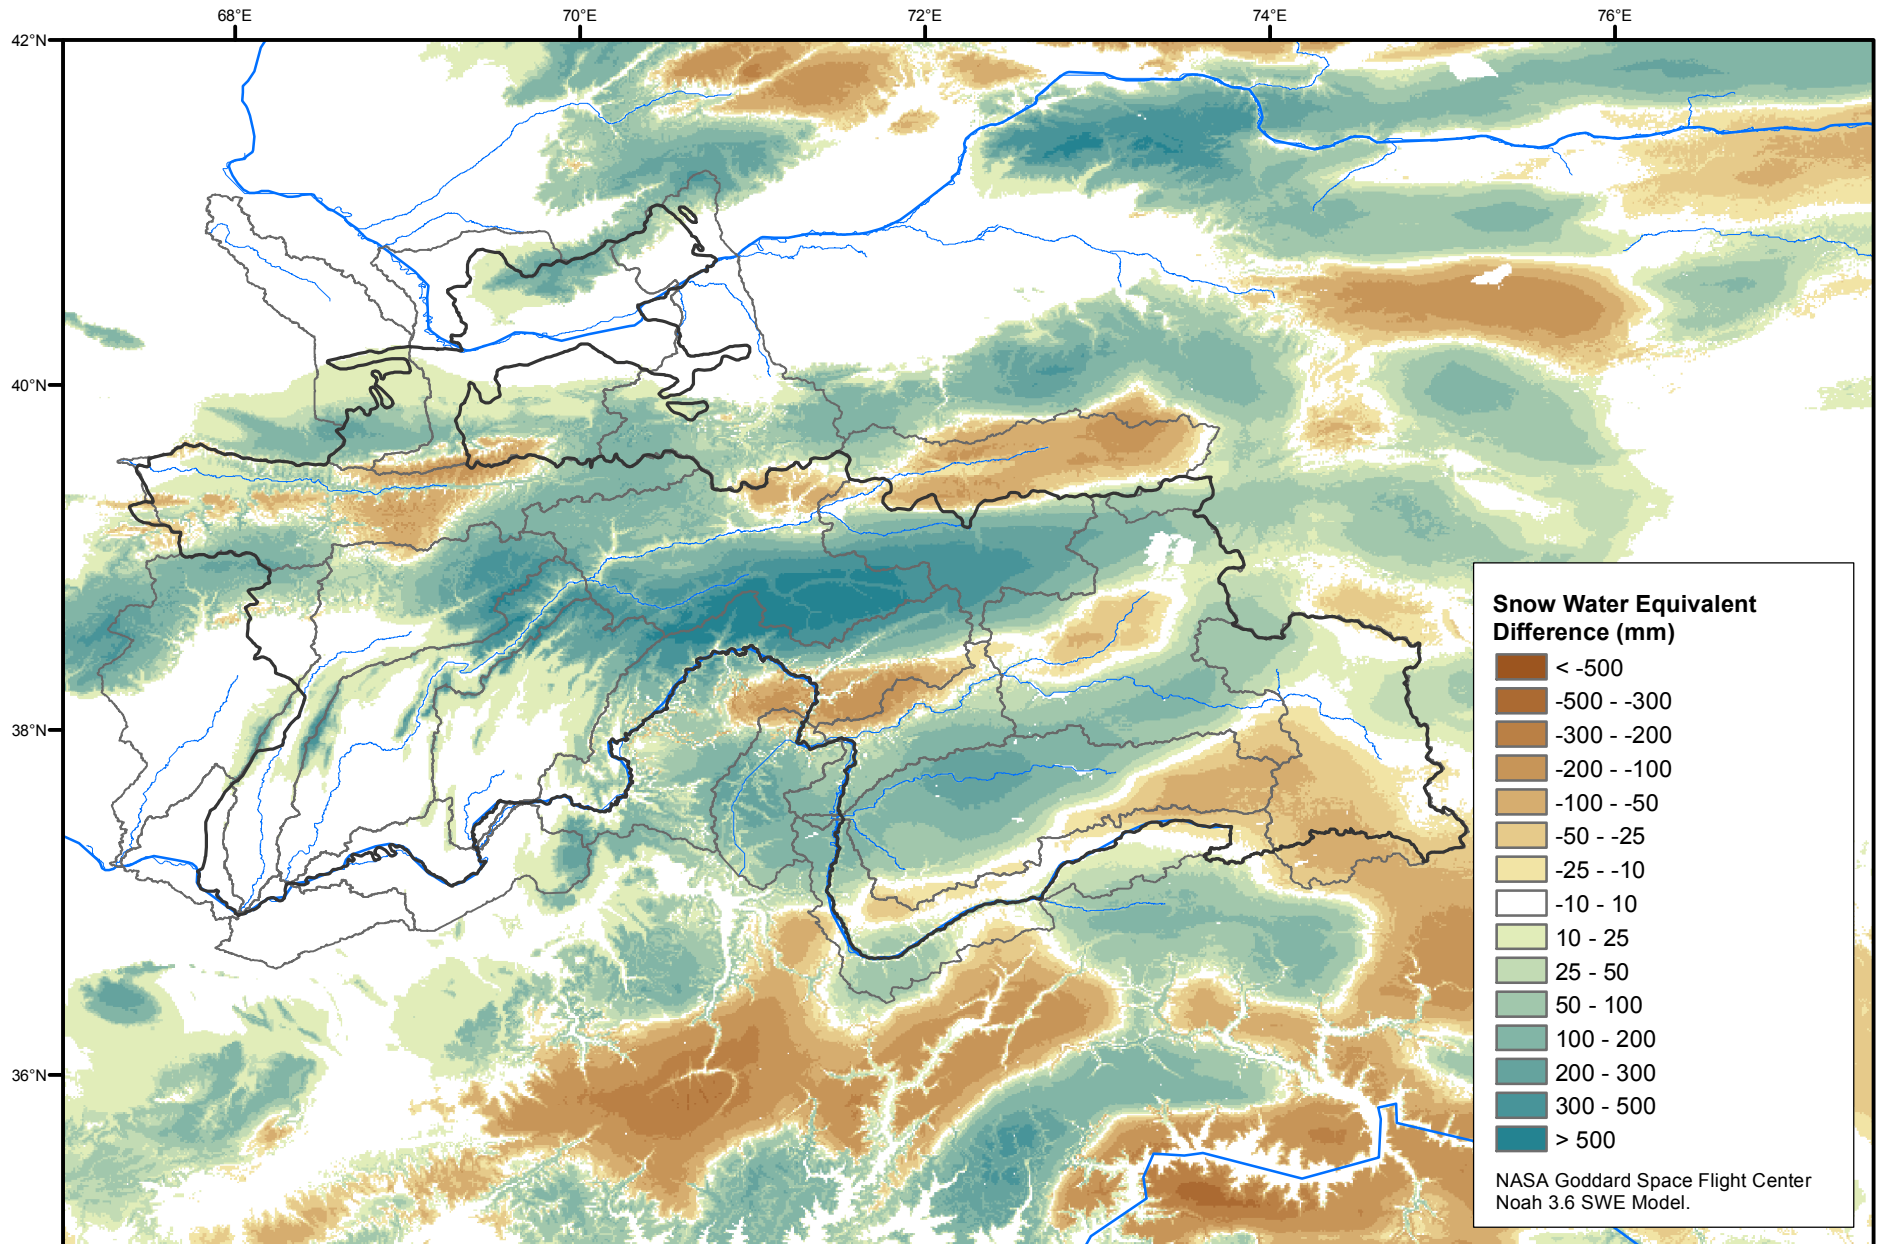 68°E 70°E 72°E 74°E 76°E
42°N
40°N
38°N
36°N
Snow Water Equivalent
Difference (mm)
< -500
-500 - -300
-300 - -200
-200 - -100
-100 - -50
-50 - -25
-25 - -10
-10 - 10
10 - 25
25 - 50
50 - 100
100 - 200
200 - 300
300 - 500
> 500
NASA Goddard Space Flight Center
Noah 3.6 SWE Model.